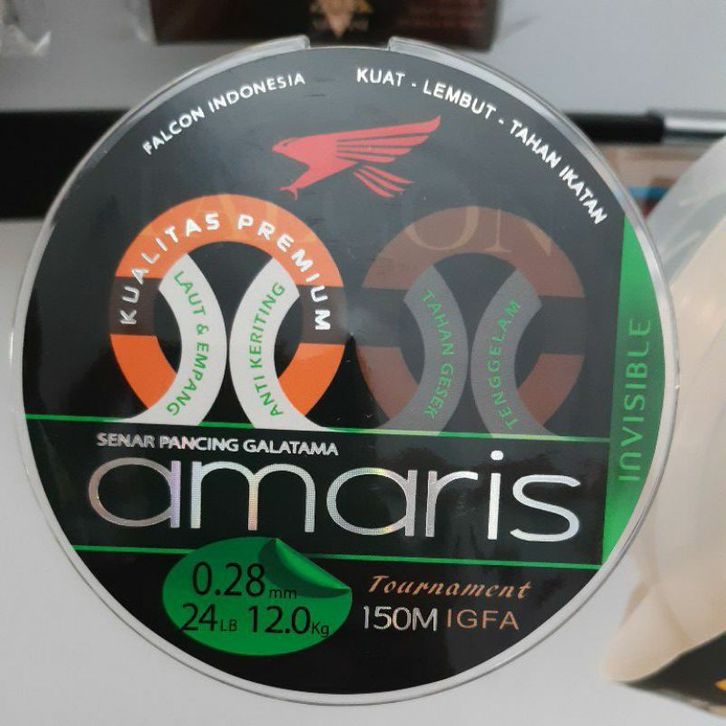 FALCON INDONESIA
KUAT - LEMBUT - TAHAN IKATAN
KUALITAS PREMIUM
LAUT & EMPANG
ANTI KERITING
TAHAN GESEK
TENGGELAM
INVISIBLE
SENAR PANCING GALATAMA
amaris
0.28mm
24LB 12.0Kg
Tournament
150M IGFA